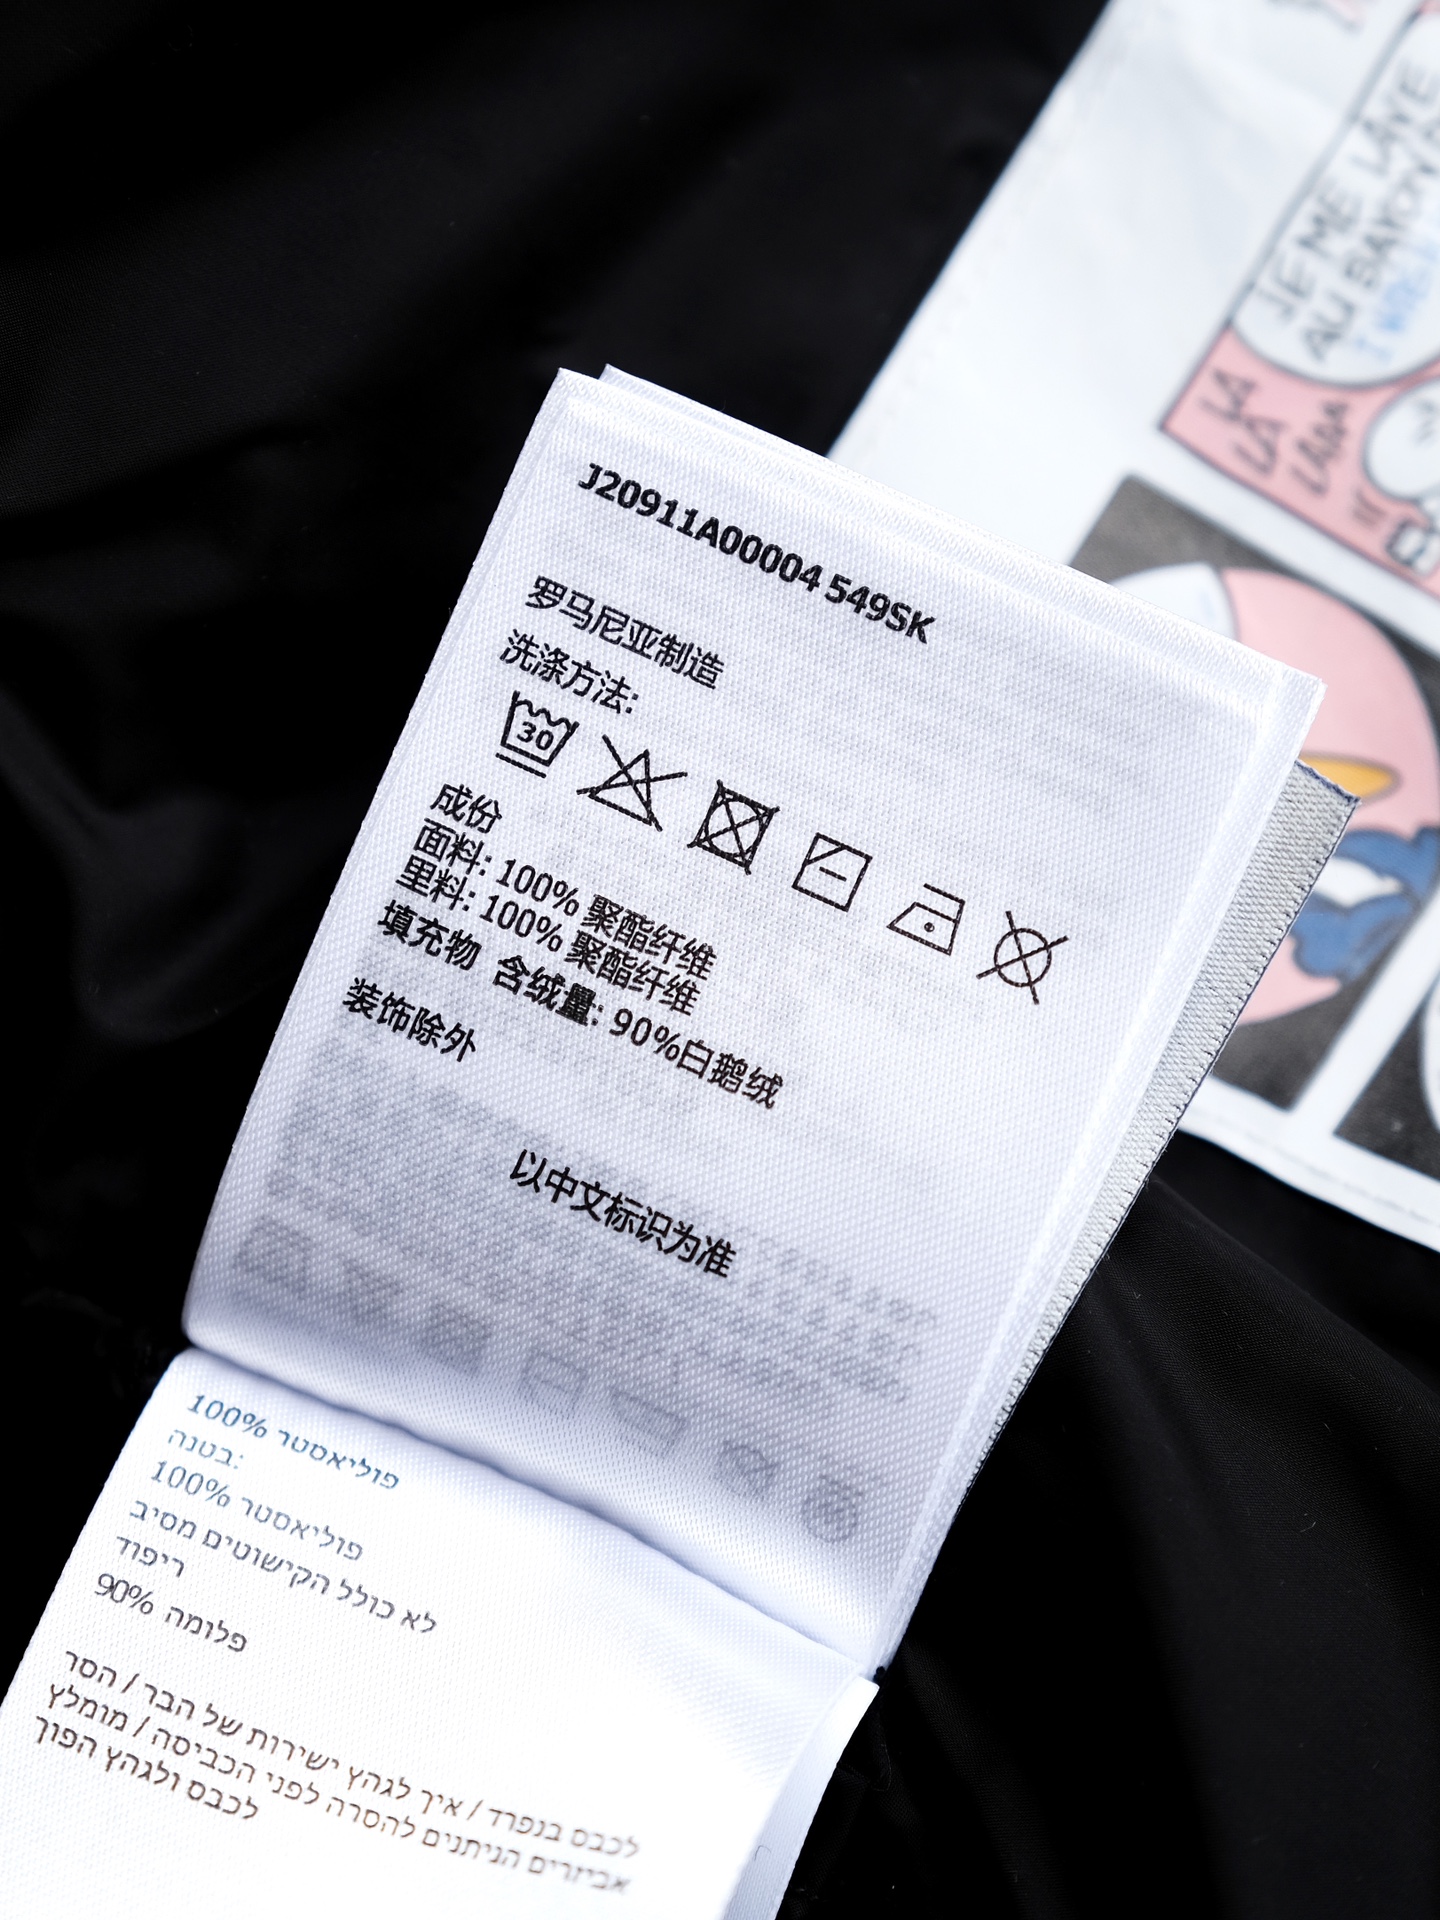 JE ME LAVE
AU
I
LA
LA
LAAA
J20911A00004 549SK
罗马尼亚制造
洗涤方法:
30
成份
面料: 100% 聚酯纤维
里料: 100% 聚酯纤维
填充物 含绒量: 90%白鹅绒
装饰除外
以中文标识为准
100% פוליאסטר
בטנה:
100% פוליאסטר
לא כולל הקישוטים מסיב
ריפוד
90% פלומה
לכבס בנפרד / איך לגהץ ישירות של הבר / הסר
אביזרים הניתנים להסרה לפני הכביסה / מומלץ
לכבס ולגהץ הפוך